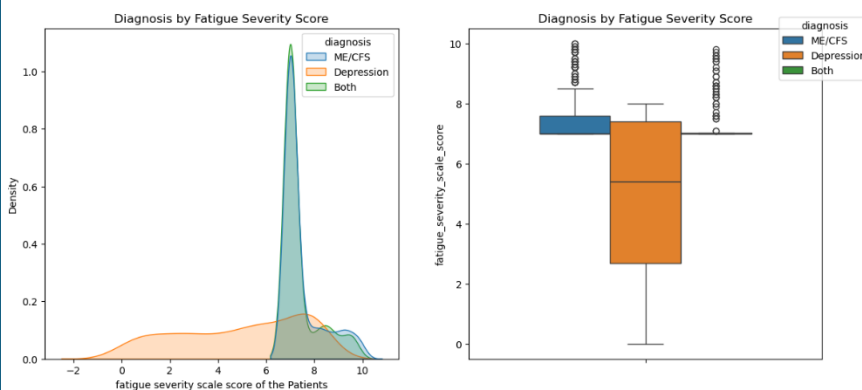 Diagnosis by Fatigue Severity Score
diagnosis
ME/CFS
Depression
Both
1.0
0.8
0.6
0.4
0.2
0.0
Density
−2
0
2
4
6
8
10
fatigue severity scale score of the Patients
Diagnosis by Fatigue Severity Score
diagnosis
ME/CFS
Depression
Both
10
8
6
4
2
0
fatigue_severity_scale_score